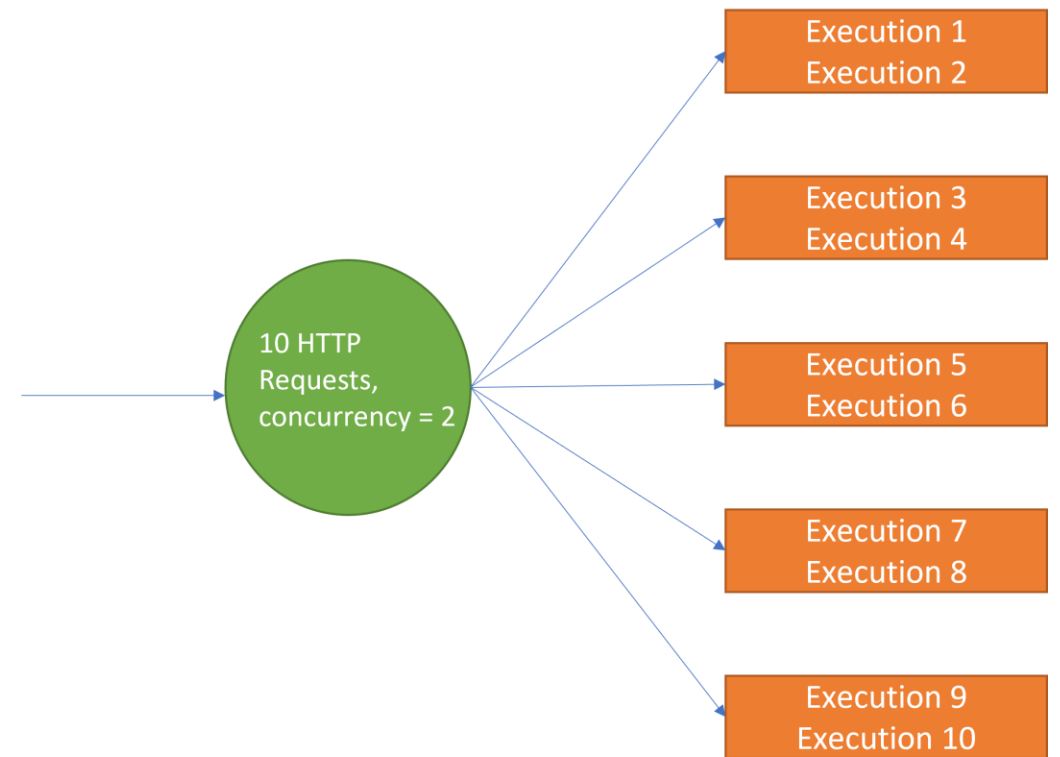 Execution 1
Execution 2
Execution 3
Execution 4
10 HTTP
Requests,
concurrency = 2
Execution 5
Execution 6
Execution 7
Execution 8
Execution 9
Execution 10